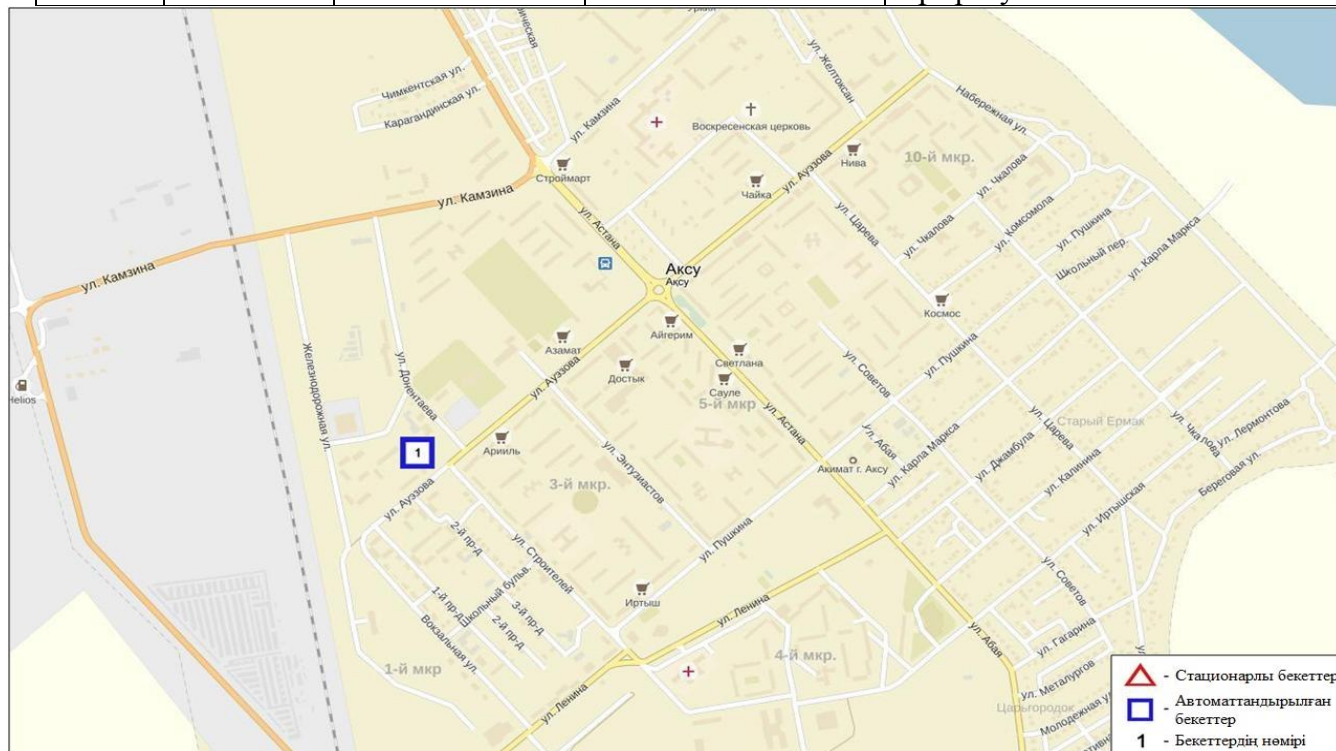 ул. Желтоксан
Чимкентская ул.
Карагандинская ул.
ул. Камзина
Набережная ул.
Воскресенская церковь
Строймарт
Чайка
Нива
ул. Ауэзова
10-й мкр.
ул. Чкалова
ул. Камзина
ул. Астана
ул. Царева
ул. Чкалова
ул. Комсомола
ул. Пушкина
Школьный пер.
ул. Карла Маркса
ул. Камзина
Аксу
Ақсу
Космос
Айгерим
Азамат
Светлана
Достык
Сауле
5-й мкр
Helios
Железнодорожная ул.
ул. Донентаева
ул. Ауэзова
ул. Советов
ул. Пушкина
ул. Астана
ул. Царева
Старый Ермак
ул. Чкалова
ул. Лермонтова
Береговая ул.
1
Арииль
ул. Энтузиастов
ул. Абая
ул. Карла Маркса
ул. Джамбула
ул. Калинина
ул. Иртышская
Акимат г. Аксу
3-й мкр.
ул. Ауэзова
2-й пр-д
ул. Строителей
ул. Пушкина
1-й пр-д
Школьный бульв.
3-й пр-д
2-й пр-д
Вокзальная ул.
Иртыш
ул. Ленина
ул. Советов
ул. Абая
ул. Гагарина
1-й мкр
4-й мкр.
ул. Ленина
ул. Металургов
Царьгородок
Молодежная ул.
- Стационарлы бекеттер
- Автоматтандырылған
бекеттер
1 - Бекеттердің нөмірі